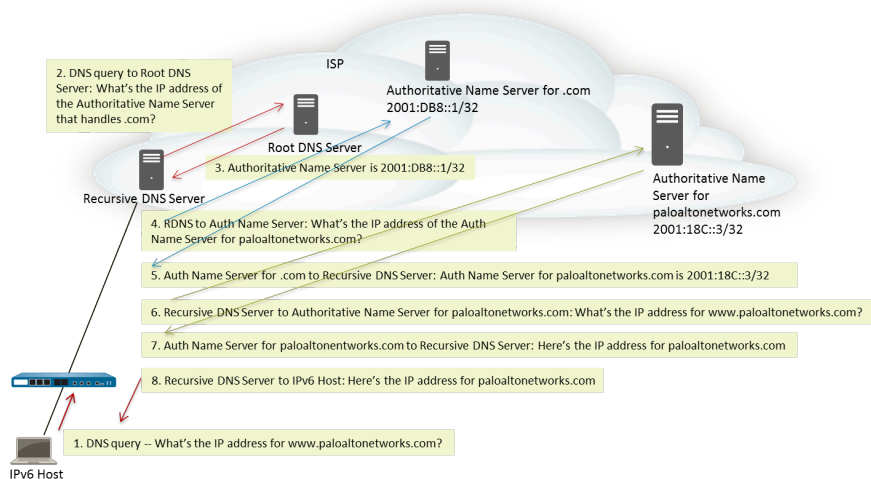 ISP
2. DNS query to Root DNS
Server: What's the IP address of
the Authoritative Name Server
that handles .com?
Authoritative Name Server for .com
2001:DB8::1/32
Root DNS Server
3. Authoritative Name Server is 2001:DB8::1/32
Recursive DNS Server
Authoritative Name
Server for
paloaltonetworks.com
2001:18C::3/32
4. RDNS to Auth Name Server: What's the IP address of the Auth
Name Server for paloaltonetworks.com?
5. Auth Name Server for .com to Recursive DNS Server: Auth Name Server for paloaltonetworks.com is 2001:18C::3/32
6. Recursive DNS Server to Authoritative Name Server for paloaltonetworks.com: What's the IP address for www.paloaltonetworks.com?
7. Auth Name Server for paloaltonentworks.com to Recursive DNS Server: Here's the IP address for paloaltonetworks.com
8. Recursive DNS Server to IPv6 Host: Here's the IP address for paloaltonetworks.com
1. DNS query -- What's the IP address for www.paloaltonetworks.com?
IPv6 Host